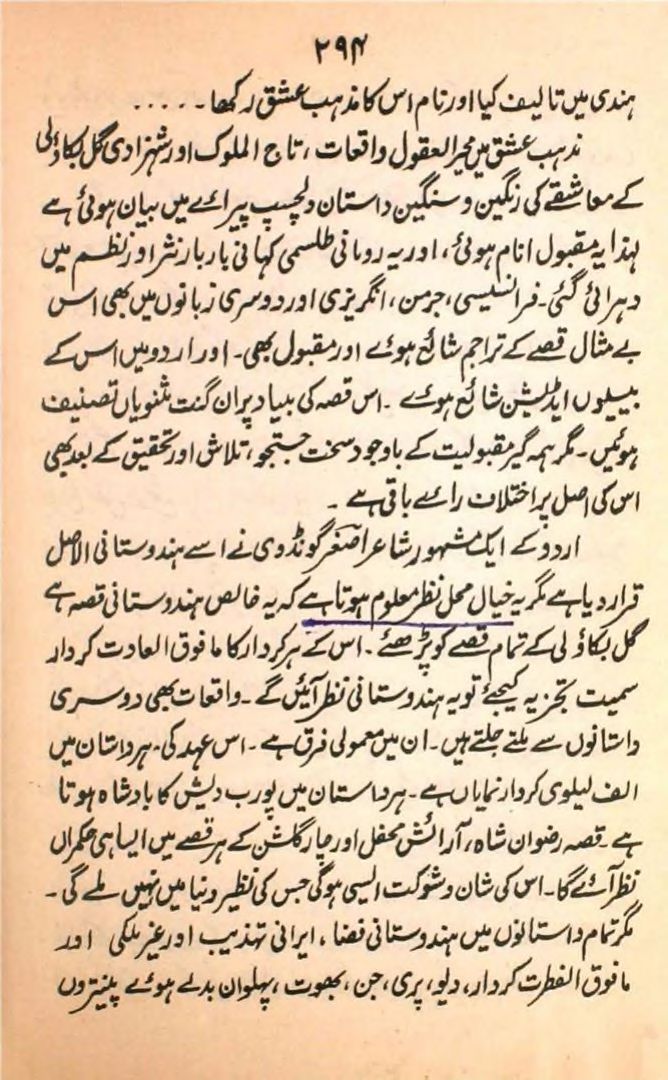 ۲۹۴
ہندی میں تالیف کیا اور نام اس کا مذہب عشق رکھا۔ ۔ ۔ ۔ ۔ ۔
مذہب عشق میں محیر العقول واقعات، تاج الملوک اور شہزادی گل بکاؤلی
کے معاشقے کی رنگین و سنگین داستان دلچسپ پیرائے میں بیان ہوئی ہے
لہذا یہ مقبول انام ہوئی، اور یہ رومانی طلسمی کہانی بار بار نثر اور نظم میں
دہرائی گئی۔ فرانسیسی، جرمن، انگریزی اور دوسری زبانوں میں بھی اس
بے مثال قصے کے تراجم شائع ہوئے اور مقبول بھی۔ اور اردو میں اس کے
بیسیوں ایڈیشن شائع ہوئے ۔ اس قصہ کی بنیاد پر ان گنت مثنویاں تصنیف
ہوئیں۔ مگر ہمہ گیر مقبولیت کے باوجود سخت جستجو، تلاش اور تحقیق کے بعد بھی
اس کی اصل پر اختلاف رائے باقی ہے ۔
اردو کے ایک مشہور شاعر اصغر گونڈوی نے اسے ہندوستانی الاصل
قرار دیا ہے مگر یہ خیال محل نظر معلوم ہوتا ہے کہ یہ خالص ہندوستانی قصہ ہے
گل بکاؤلی کے تمام قصے کو پڑھئے ۔ اس کے ہر کردار کا مافوق العادت کردار
سمیت تجزیہ کیجئے تو یہ ہندوستانی نظر آئیں گے ۔ واقعات بھی دوسری
داستانوں سے ملتے جلتے ہیں۔ ان میں معمولی فرق ہے ۔ اس عہد کی ہر داستان میں
الف لیلوی کردار نمایاں ہے۔ ہر داستان میں پورب دیش کا بادشاہ ہوتا
ہے ۔ قصہ رضوان شاہ، آرائش محفل اور چار گلشن کے ہر قصے میں ایسا ہی حکمراں
نظر آئے گا۔ اس کی شان و شوکت ایسی ہوگی جس کی نظیر دنیا میں نہیں ملے گی ۔
مگر تمام داستانوں میں ہندوستانی فضا، ایرانی تہذیب اور غیر ملکی اور
مافوق الفطرت کردار، دیو، پری، جن، بھوت، پہلوان بدلے ہوئے پینتروں